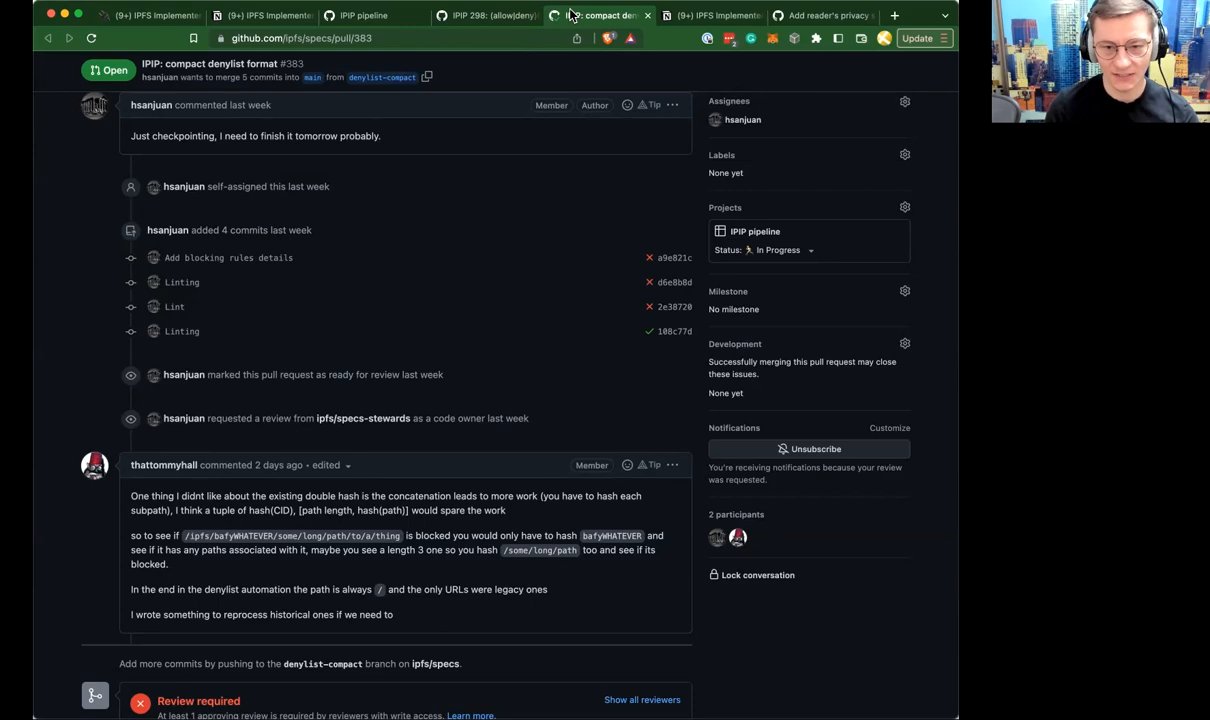 (9+) IPFS Implemente
(9+) IPFS Implemente
IPIP pipeline
IPIP 298: (allow|deny)
IPIP: compact den
(9+) IPFS Implemente
Add reader's privacy s
github.com/ipfs/specs/pull/383
Update
Open
IPIP: compact denylist format #383
hsanjuan wants to merge 5 commits into main from denylist-compact
hsanjuan commented last week
Member
Author
Tip
Just checkpointing, I need to finish it tomorrow probably.
hsanjuan self-assigned this last week
hsanjuan added 4 commits last week
Add blocking rules details
a9e821c
Linting
d6e8b8d
Lint
2e38720
Linting
108c77d
hsanjuan marked this pull request as ready for review last week
hsanjuan requested a review from ipfs/specs-stewards as a code owner last week
thattommyhall commented 2 days ago • edited
Member
Tip
One thing I didnt like about the existing double hash is the concatenation leads to more work (you have to hash each
subpath), I think a tuple of hash(CID), [path length, hash(path)] would spare the work
so to see if /ipfs/bafyWHATEVER/some/long/path/to/a/thing is blocked you would only have to hash bafyWHATEVER and
see if it has any paths associated with it, maybe you see a length 3 one so you hash /some/long/path too and see if its
blocked.
In the end in the denylist automation the path is always / and the only URLs were legacy ones
I wrote something to reprocess historical ones if we need to
Add more commits by pushing to the denylist-compact branch on ipfs/specs.
Review required
Show all reviewers
At least 1 approving review is required by reviewers with write access. Learn more.
Assignees
hsanjuan
Labels
None yet
Projects
IPIP pipeline
Status: In Progress
Milestone
No milestone
Development
Successfully merging this pull request may close
these issues.
None yet
Notifications
Customize
Unsubscribe
You're receiving notifications because your review
was requested.
2 participants
Lock conversation